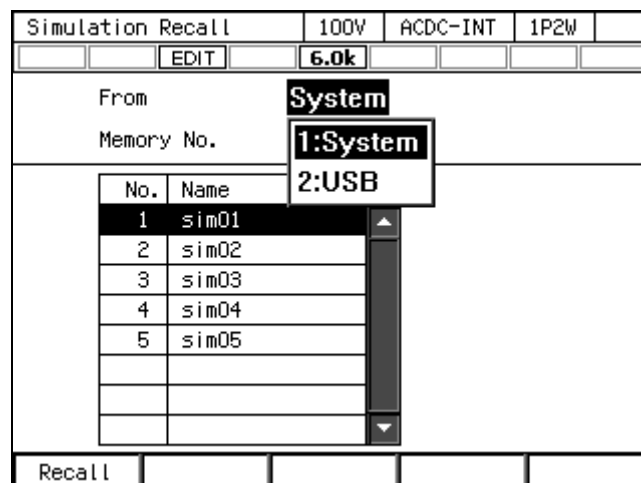 Simulation Recall 100V ACDC-INT 1P2W
EDIT 6.0k
From System
Memory No. 1:System
2:USB
No. Name
1 sim01
2 sim02
3 sim03
4 sim04
5 sim05
Recall